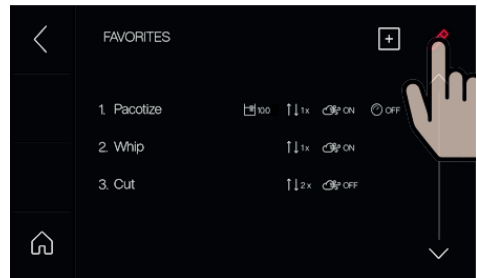 FAVORITES
1. Pacotize 100 1x ON OFF
2. Whip 1x ON
3. Cut 2x OFF